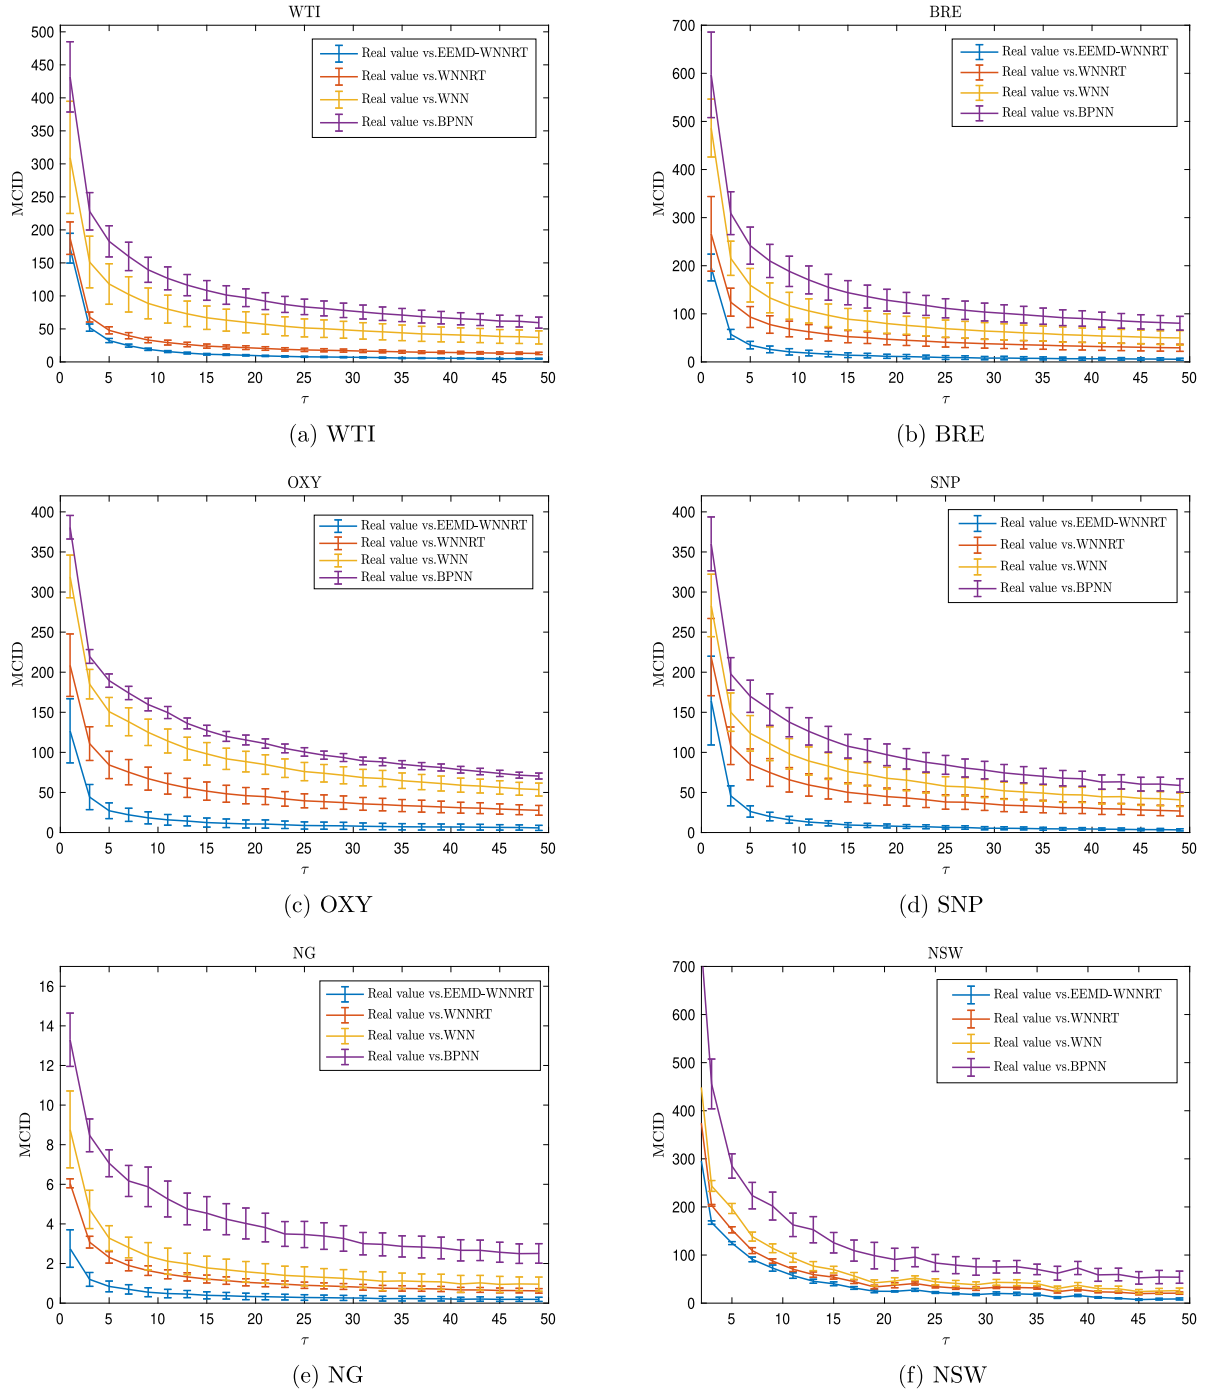 WTI
500
450
400
350
300
250
200
150
100
50
0
MCID
0 5 10 15 20 25 30 35 40 45 50
τ
Real value vs.EEMD-WNNRT
Real value vs.WNNRT
Real value vs.WNN
Real value vs.BPNN
(a) WTI
BRE
700
600
500
400
300
200
100
0
MCID
0 5 10 15 20 25 30 35 40 45 50
τ
Real value vs.EEMD-WNNRT
Real value vs.WNNRT
Real value vs.WNN
Real value vs.BPNN
(b) BRE
OXY
400
350
300
250
200
150
100
50
0
MCID
0 5 10 15 20 25 30 35 40 45 50
τ
Real value vs.EEMD-WNNRT
Real value vs.WNNRT
Real value vs.WNN
Real value vs.BPNN
(c) OXY
SNP
400
350
300
250
200
150
100
50
0
MCID
0 5 10 15 20 25 30 35 40 45 50
τ
Real value vs.EEMD-WNNRT
Real value vs.WNNRT
Real value vs.WNN
Real value vs.BPNN
(d) SNP
NG
16
14
12
10
8
6
4
2
0
MCID
0 5 10 15 20 25 30 35 40 45 50
τ
Real value vs.EEMD-WNNRT
Real value vs.WNNRT
Real value vs.WNN
Real value vs.BPNN
(e) NG
NSW
700
600
500
400
300
200
100
0
MCID
5 10 15 20 25 30 35 40 45 50
τ
Real value vs.EEMD-WNNRT
Real value vs.WNNRT
Real value vs.WNN
Real value vs.BPNN
(f) NSW